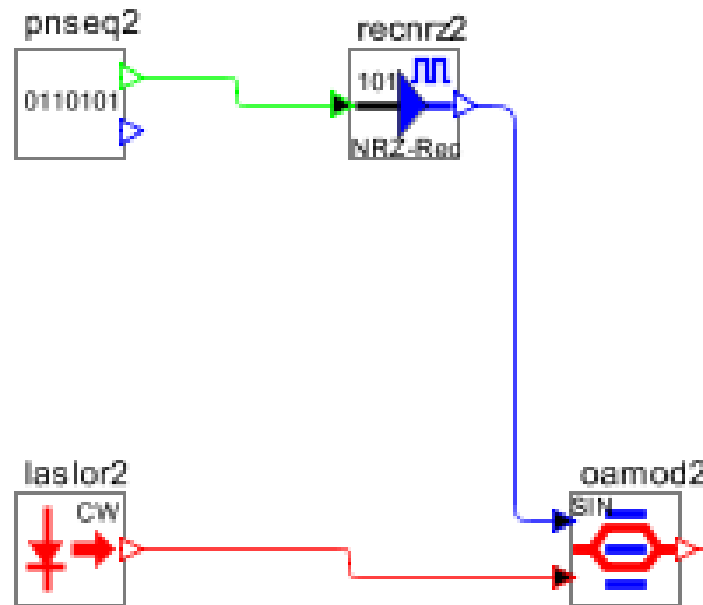 pnseq2
recnrz2
0110101
101
NRZ-Rec
laslor2
oamod2
CW
SIN